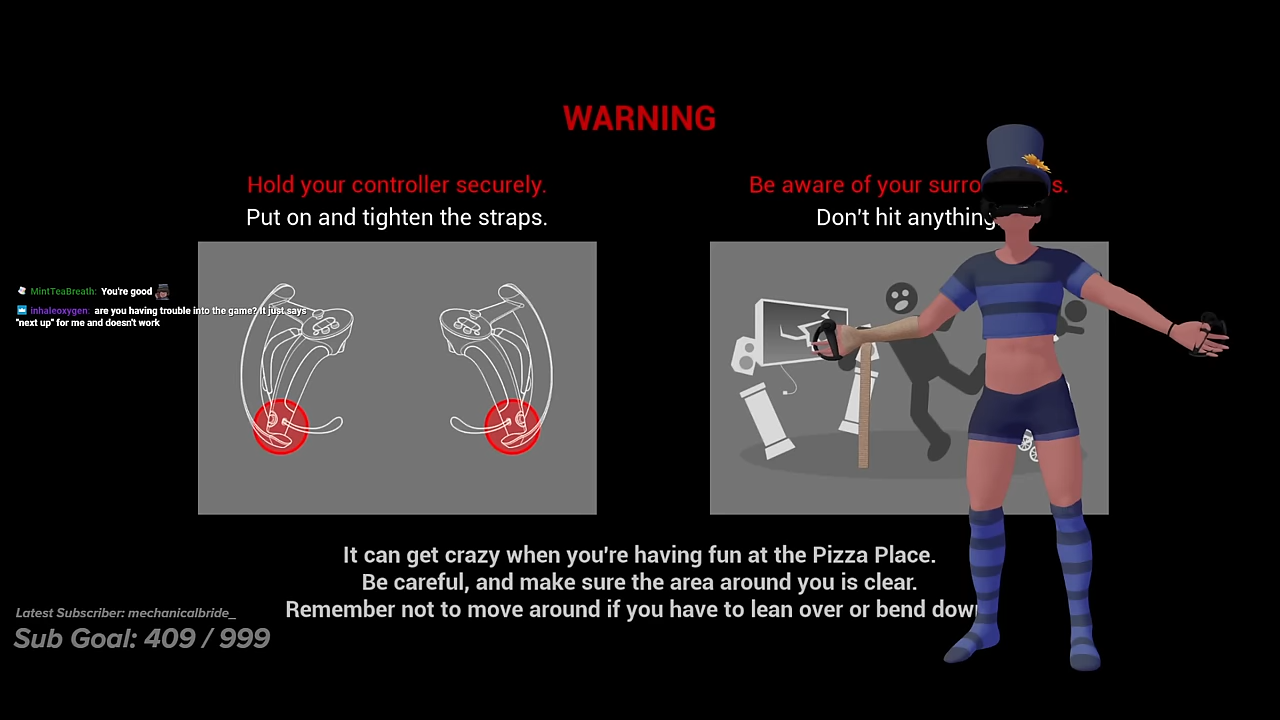 WARNING
Hold your controller securely.
Put on and tighten the straps.
Be aware of your surro s.
Don't hit anything
MintTeaBreath: You're good
inhaleoxygen: are you having trouble into the game? It just says
"next up" for me and doesn't work
It can get crazy when you're having fun at the Pizza Place.
Be careful, and make sure the area around you is clear.
Remember not to move around if you have to lean over or bend down
Latest Subscriber: mechanicalbride_
Sub Goal: 409 / 999